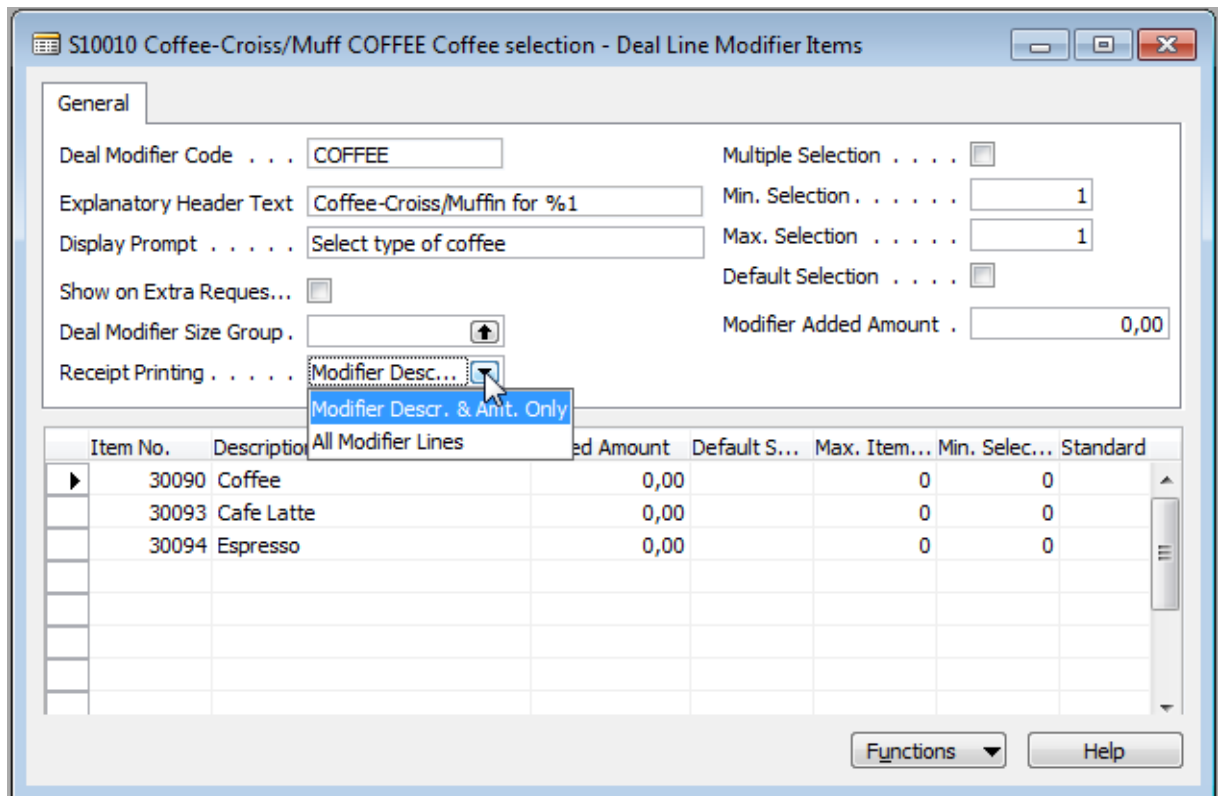 S10010 Coffee-Croiss/Muff COFFEE Coffee selection - Deal Line Modifier Items
General
Deal Modifier Code . . . COFFEE
Explanatory Header Text Coffee-Croiss/Muffin for %1
Display Prompt . . . . . Select type of coffee
Show on Extra Reques...
Deal Modifier Size Group .
Receipt Printing . . . . . Modifier Desc...
Multiple Selection . . . .
Min. Selection . . . . . . 1
Max. Selection . . . . . 1
Default Selection . . . .
Modifier Added Amount . 0,00
Modifier Descr. & Amt. Only
All Modifier Lines
Item No. Description ed Amount Default S... Max. Item... Min. Selec... Standard
30090 Coffee 0,00 0 0
30093 Cafe Latte 0,00 0 0
30094 Espresso 0,00 0 0
Functions Help